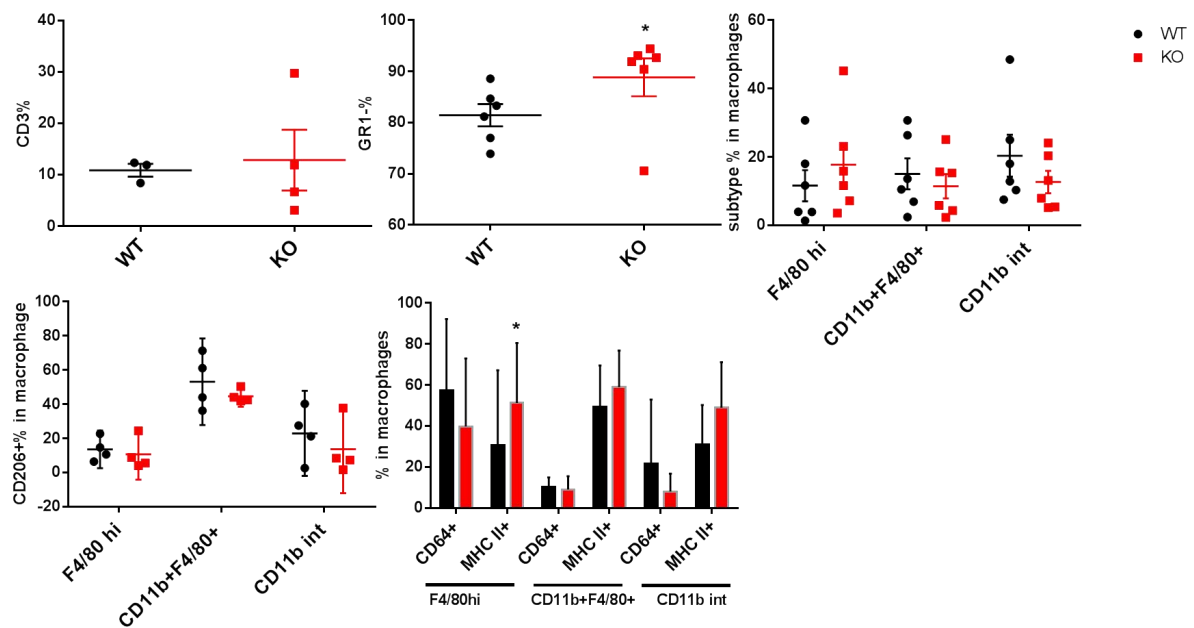 CD3%
40
30
20
10
0
WT
KO
GR1-%
100
90
80
70
60
*
WT
KO
subtype % in macrophages
60
40
20
0
F4/80 hi
CD11b+F4/80+
CD11b int
WT
KO
CD206+% in macrophage
100
80
60
40
20
0
-20
F4/80 hi
CD11b+F4/80+
CD11b int
% in macrophages
100
80
60
40
20
0
*
CD64+
MHC II+
CD64+
MHC II+
CD64+
MHC II+
F4/80hi
CD11b+F4/80+
CD11b int